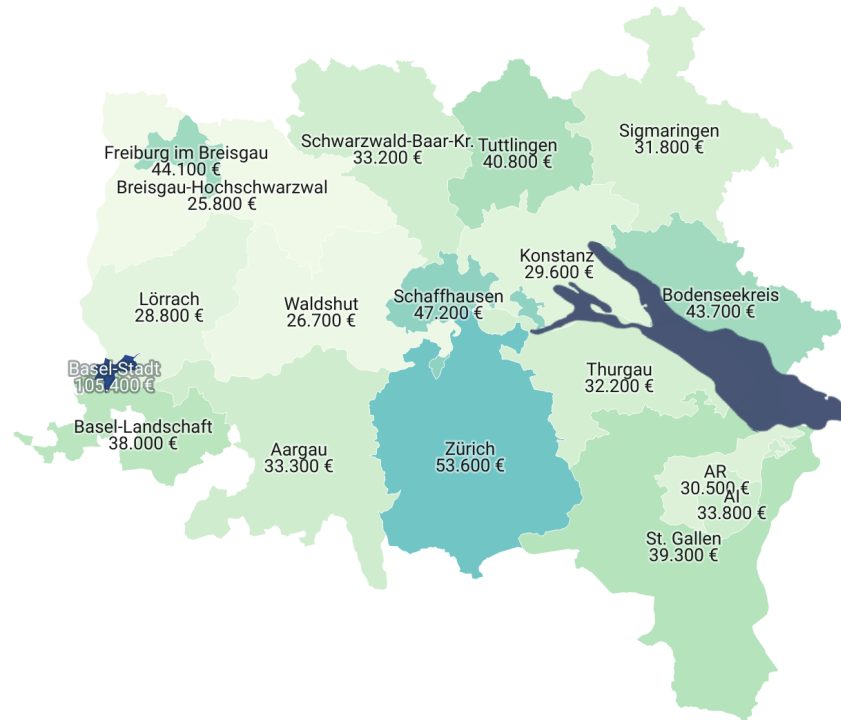 Sigmaringen
31.800 €
Schwarzwald-Baar-Kr.
33.200 €
Tuttlingen
40.800 €
Freiburg im Breisgau
44.100 €
Breisgau-Hochschwarzwal
25.800 €
Konstanz
29.600 €
Lörrach
28.800 €
Waldshut
26.700 €
Schaffhausen
47.200 €
Bodenseekreis
43.700 €
Basel-Stadt
105.400 €
Thurgau
32.200 €
Basel-Landschaft
38.000 €
Aargau
33.300 €
Zürich
53.600 €
AR
30.500 €
AI
33.800 €
St. Gallen
39.300 €